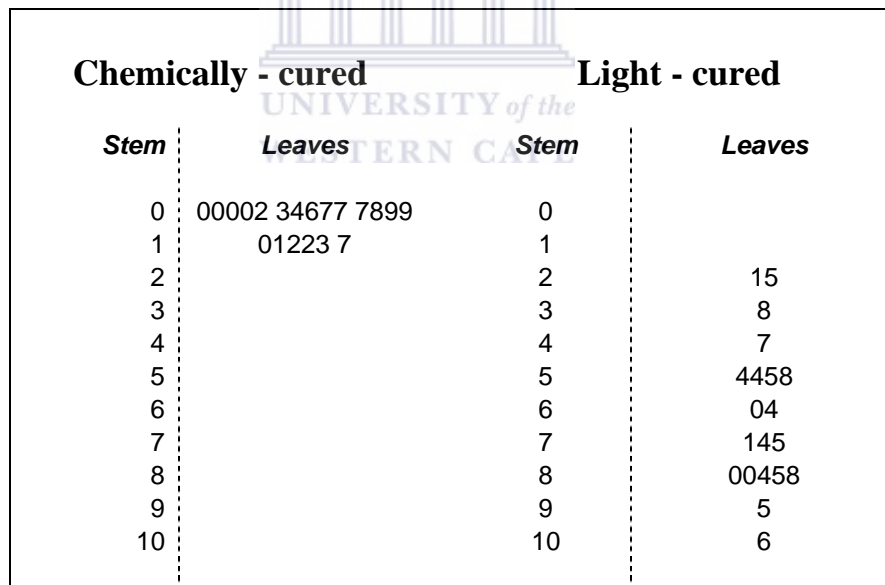 Chemically - cured Light - cured
UNIVERSITY of the
WESTERN CAPE
Stem Leaves Stem Leaves
0 00002 34677 7899 0
1 01223 7 1
2 2 15
3 3 8
4 4 7
5 5 4458
6 6 04
7 7 145
8 8 00458
9 9 5
10 10 6